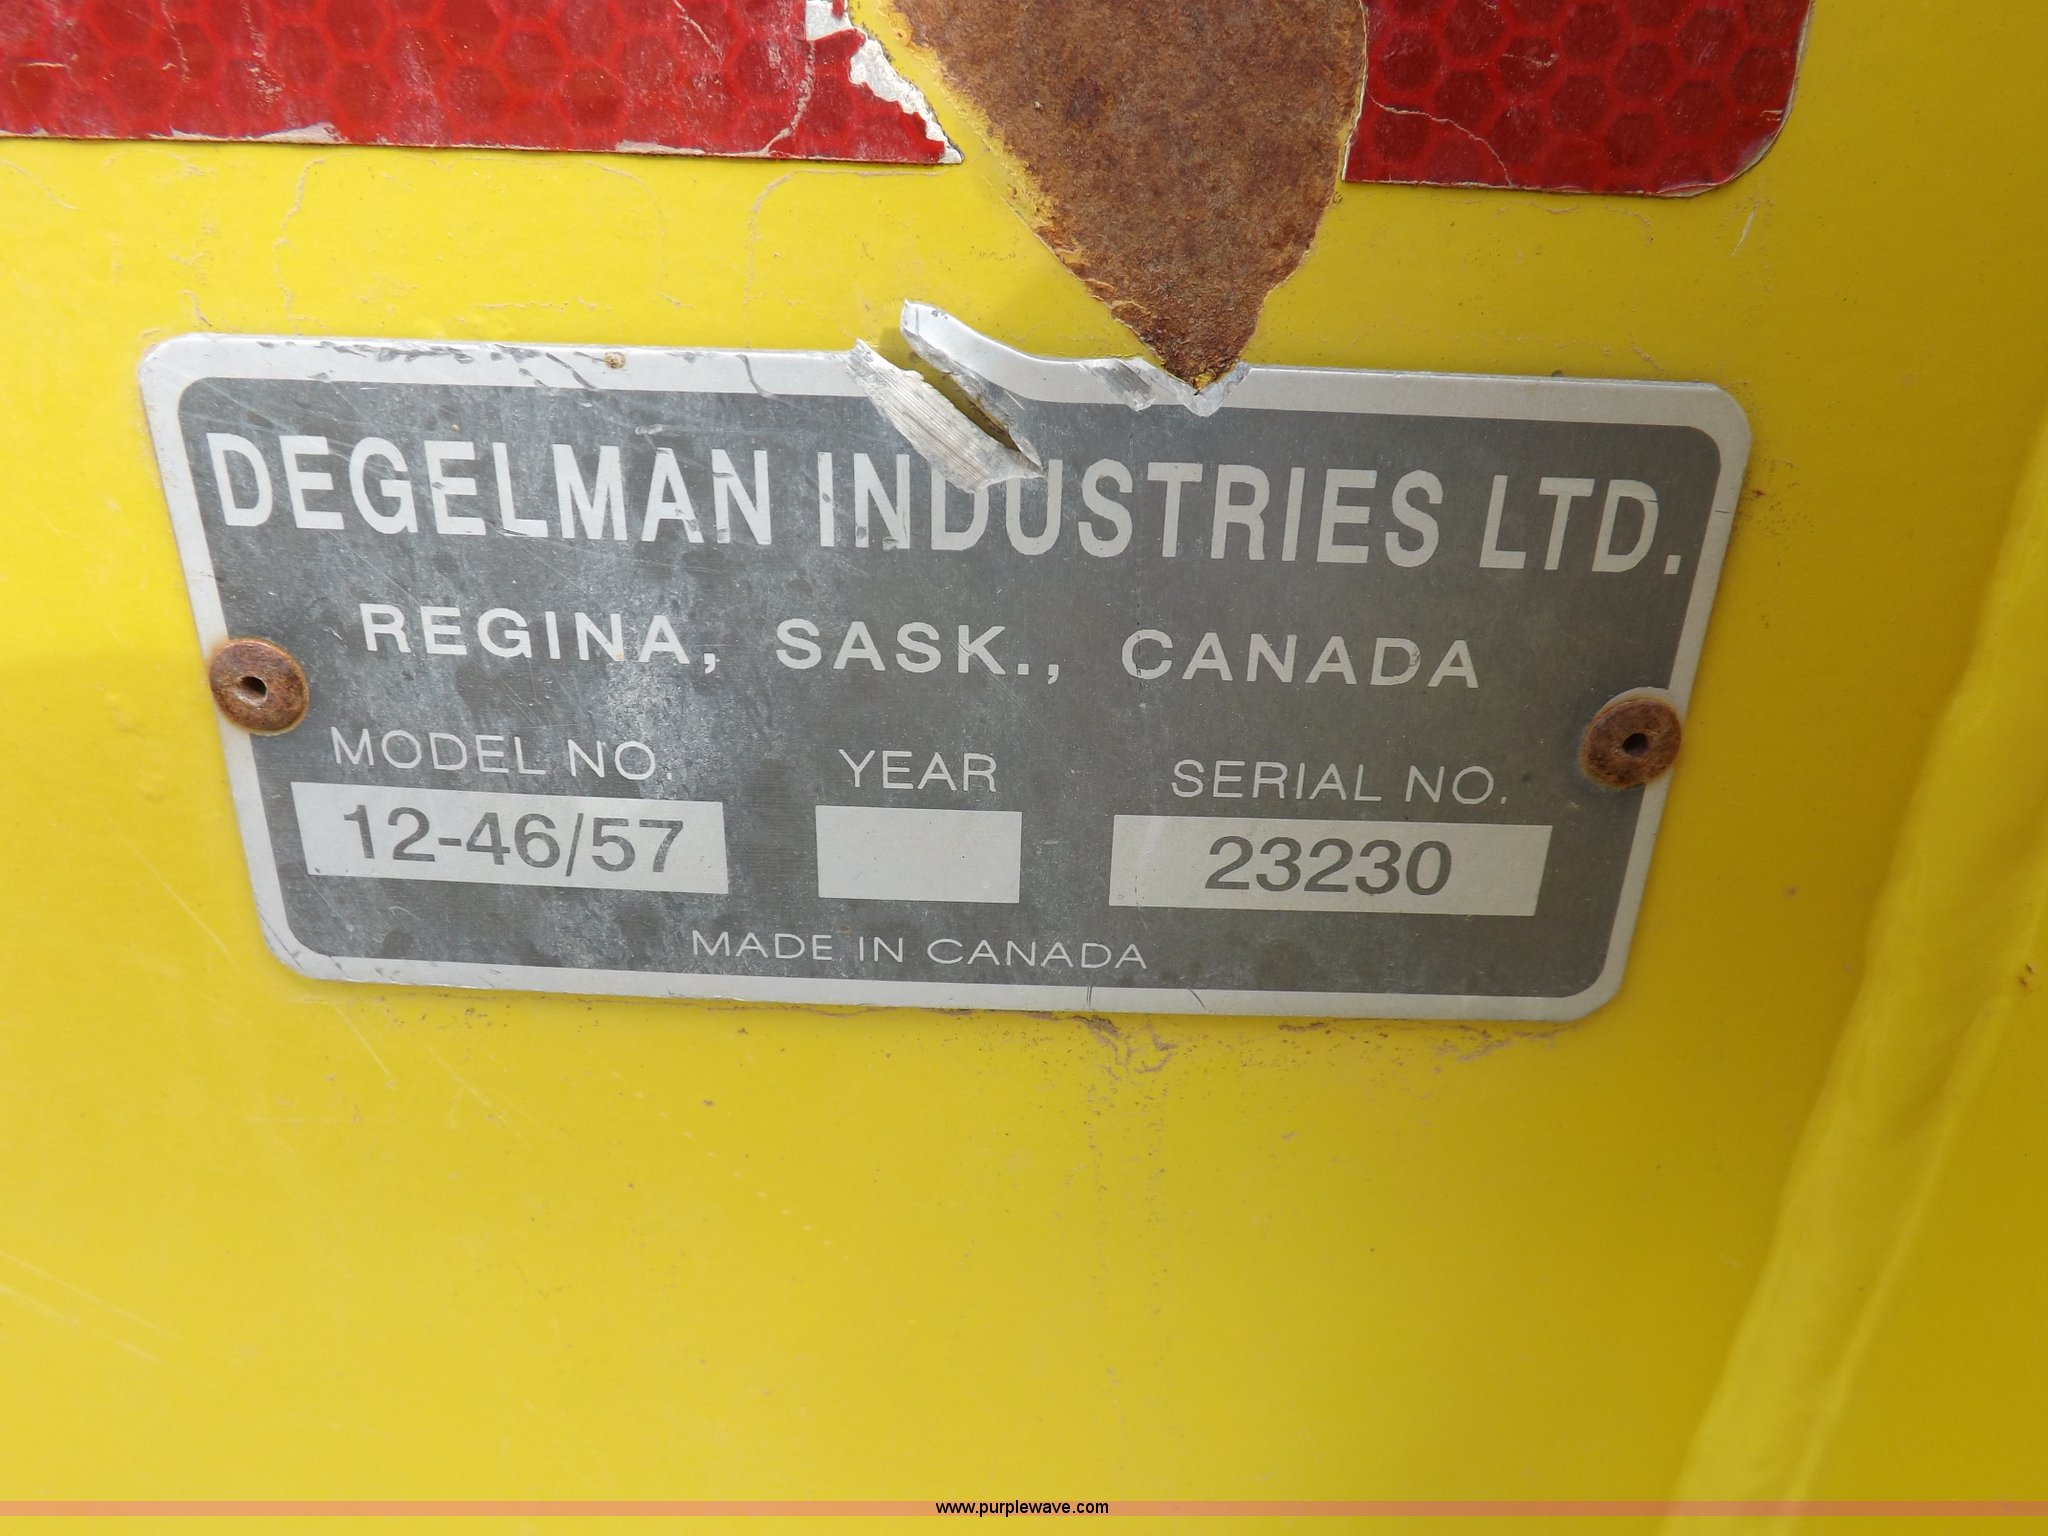 DEGELMAN INDUSTRIES LTD.
REGINA, SASK., CANADA
MODEL NO. YEAR SERIAL NO.
12-46/57 23230
MADE IN CANADA
www.purplewave.com